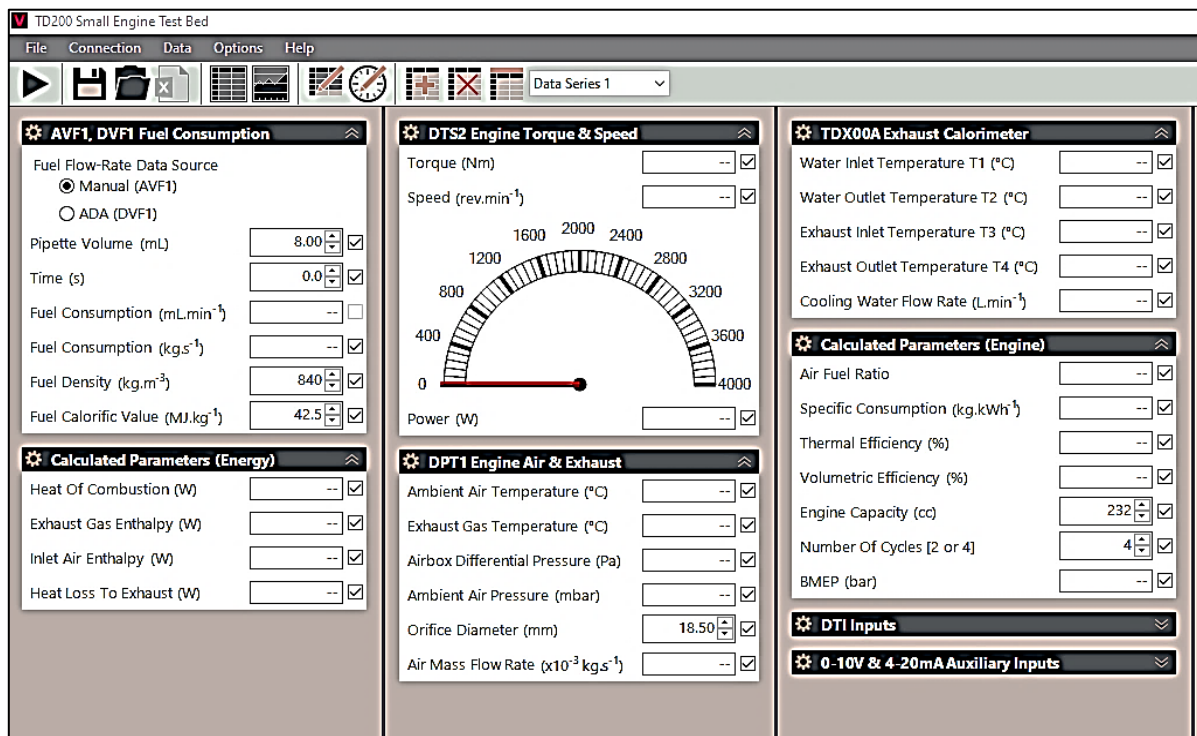 TD200 Small Engine Test Bed
File Connection Data Options Help
Data Series 1
AVF1, DVF1 Fuel Consumption
Fuel Flow-Rate Data Source
Manual (AVF1)
ADA (DVF1)
Pipette Volume (mL) 8.00
Time (s) 0.0
Fuel Consumption (mL.min⁻¹) --
Fuel Consumption (kg.s⁻¹) --
Fuel Density (kg.m⁻³) 840
Fuel Calorific Value (MJ.kg⁻¹) 42.5
Calculated Parameters (Energy)
Heat Of Combustion (W) --
Exhaust Gas Enthalpy (W) --
Inlet Air Enthalpy (W) --
Heat Loss To Exhaust (W) --
DTS2 Engine Torque & Speed
Torque (Nm) --
Speed (rev.min⁻¹) --
0 400 800 1200 1600 2000 2400 2800 3200 3600 4000
Power (W) --
DPT1 Engine Air & Exhaust
Ambient Air Temperature (°C) --
Exhaust Gas Temperature (°C) --
Airbox Differential Pressure (Pa) --
Ambient Air Pressure (mbar) --
Orifice Diameter (mm) 18.50
Air Mass Flow Rate (x10⁻³ kg.s⁻¹) --
TDX00A Exhaust Calorimeter
Water Inlet Temperature T1 (°C) --
Water Outlet Temperature T2 (°C) --
Exhaust Inlet Temperature T3 (°C) --
Exhaust Outlet Temperature T4 (°C) --
Cooling Water Flow Rate (L.min⁻¹) --
Calculated Parameters (Engine)
Air Fuel Ratio --
Specific Consumption (kg.kWh⁻¹) --
Thermal Efficiency (%) --
Volumetric Efficiency (%) --
Engine Capacity (cc) 232
Number Of Cycles [2 or 4] 4
BMEP (bar) --
DTI Inputs
0-10V & 4-20mA Auxiliary Inputs